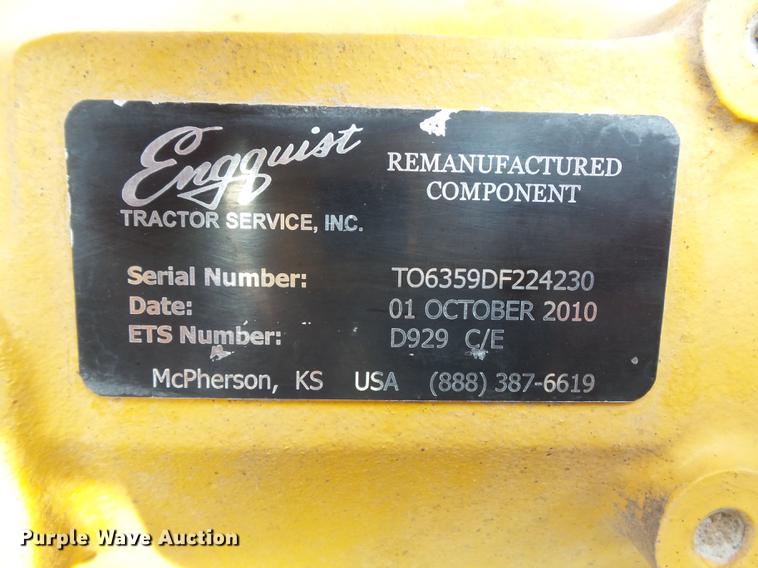 Engquist
TRACTOR SERVICE, INC.
REMANUFACTURED
COMPONENT
Serial Number: TO6359DF224230
Date: 01 OCTOBER 2010
ETS Number: D929 C/E
McPherson, KS USA (888) 387-6619
Purple Wave Auction